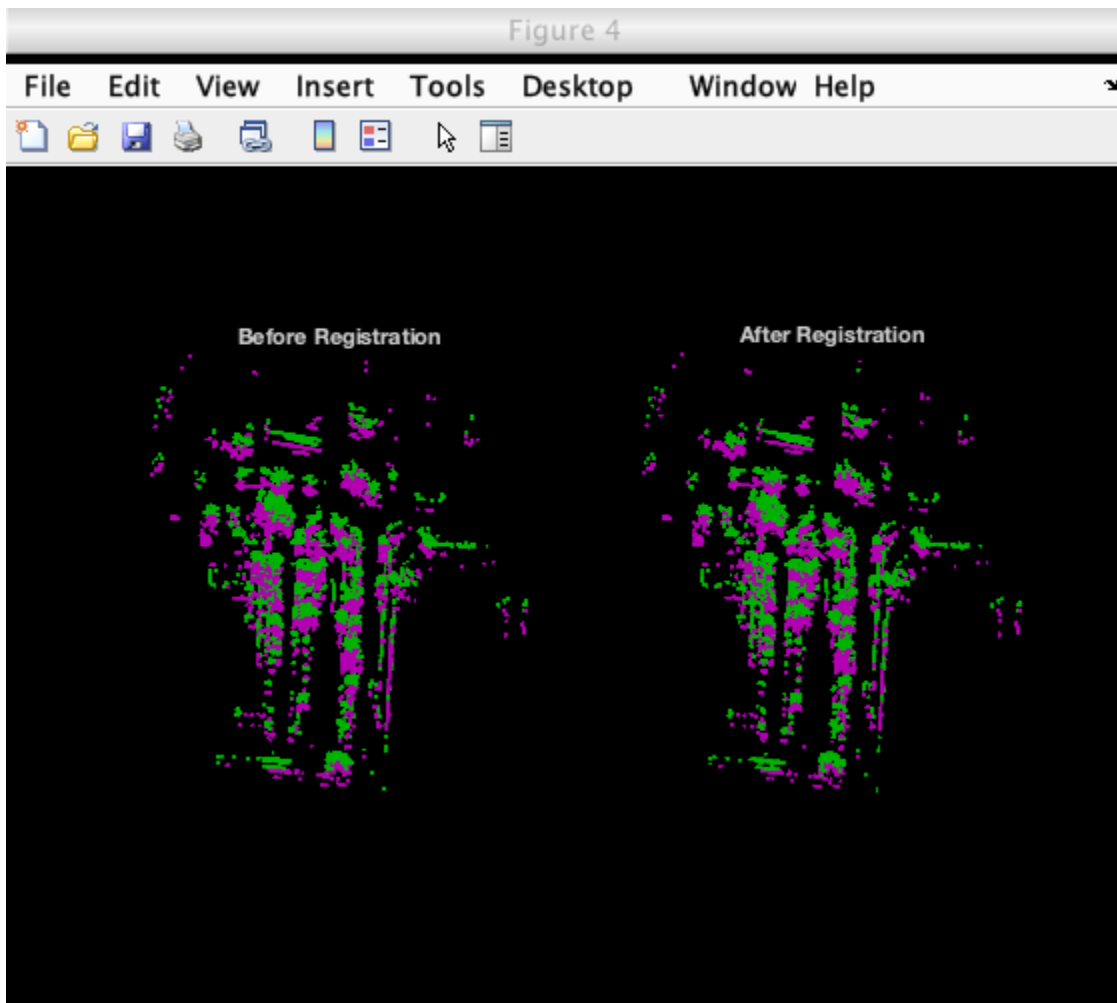 Figure 4
File Edit View Insert Tools Desktop Window Help
Before Registration
After Registration